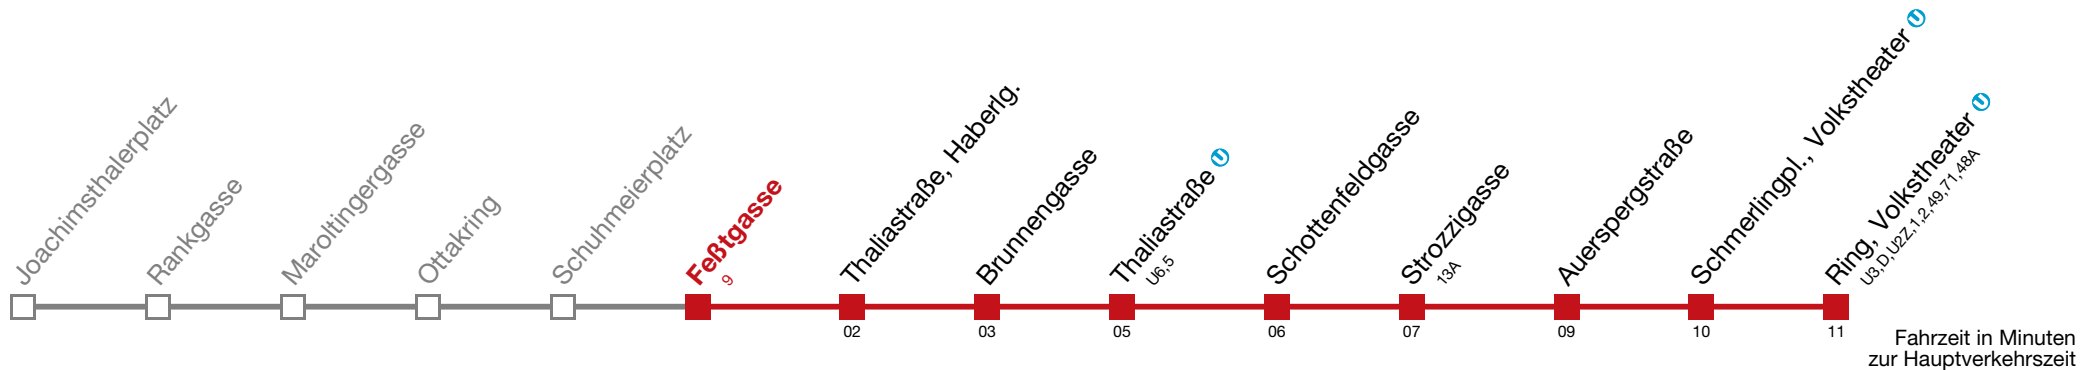 Joachimsthalerplatz
Rankgasse
Maroltingergasse
Ottakring
Schuhmeierplatz
Feßtgasse
9
Thaliastraße, Haberlg.
Brunnengasse
Thaliastraße U
U6,5
Schottenfeldgasse
Strozzigasse
13A
Auerspergstraße
Schmerlingpl., Volkstheater U
Ring, Volkstheater U
U3,D,U2Z,1,2,49,71,48A
02
03
05
06
07
09
10
11
Fahrzeit in Minuten
zur Hauptverkehrszeit